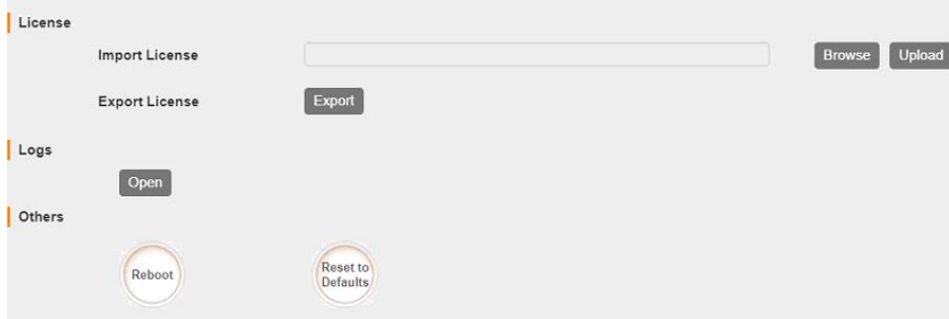 License
Import License Browse Upload
Export License Export
Logs
Open
Others
Reboot
Reset to
Defaults